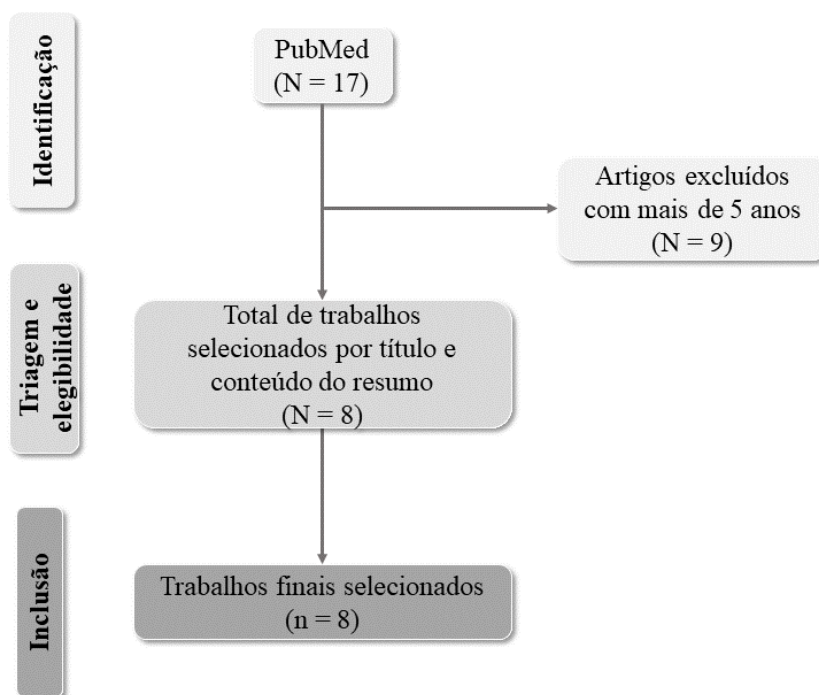 Identificação
PubMed
(N = 17)
Artigos excluídos
com mais de 5 anos
(N = 9)
Triagem e
elegibilidade
Total de trabalhos
selecionados por título e
conteúdo do resumo
(N = 8)
Inclusão
Trabalhos finais selecionados
(n = 8)